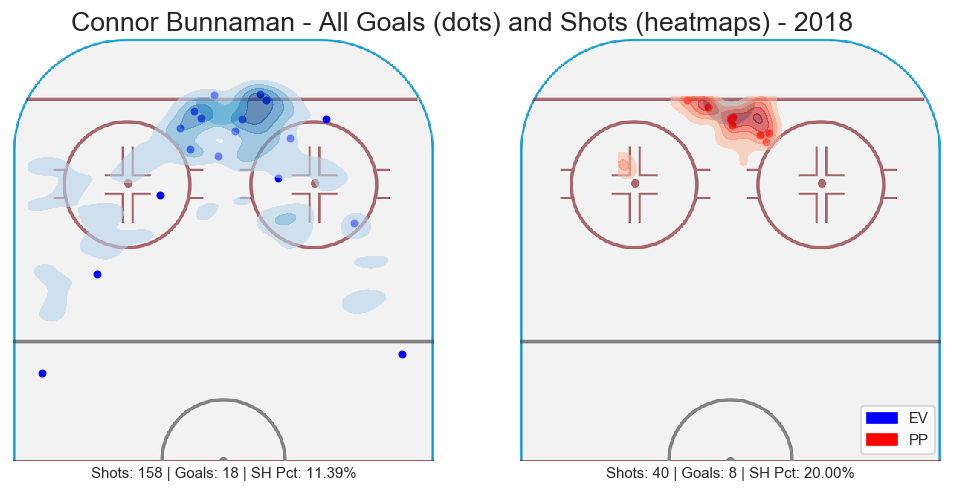 Connor Bunnaman - All Goals (dots) and Shots (heatmaps) - 2018
EV
PP
Shots: 158 | Goals: 18 | SH Pct: 11.39%
Shots: 40 | Goals: 8 | SH Pct: 20.00%